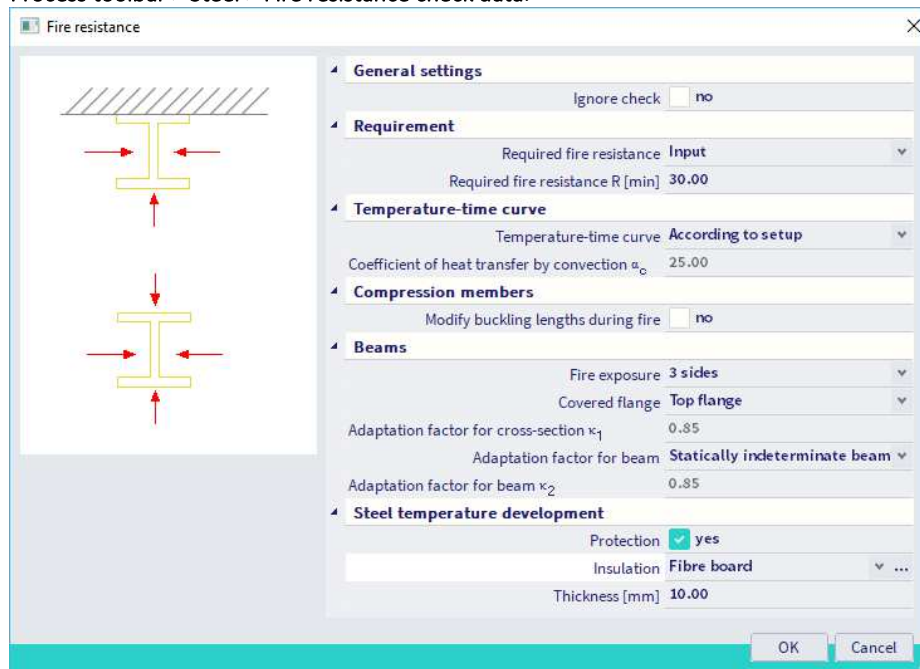 Process toolbar > Steel > Fire resistance check data:
Fire resistance
General settings
Ignore check no
Requirement
Required fire resistance Input
Required fire resistance R [min] 30.00
Temperature-time curve
Temperature-time curve According to setup
Coefficient of heat transfer by convection αc 25.00
Compression members
Modify buckling lengths during fire no
Beams
Fire exposure 3 sides
Covered flange Top flange
Adaptation factor for cross-section κ1 0.85
Adaptation factor for beam Statically indeterminate beam
Adaptation factor for beam κ2 0.85
Steel temperature development
Protection yes
Insulation Fibre board ...
Thickness [mm] 10.00
OK Cancel